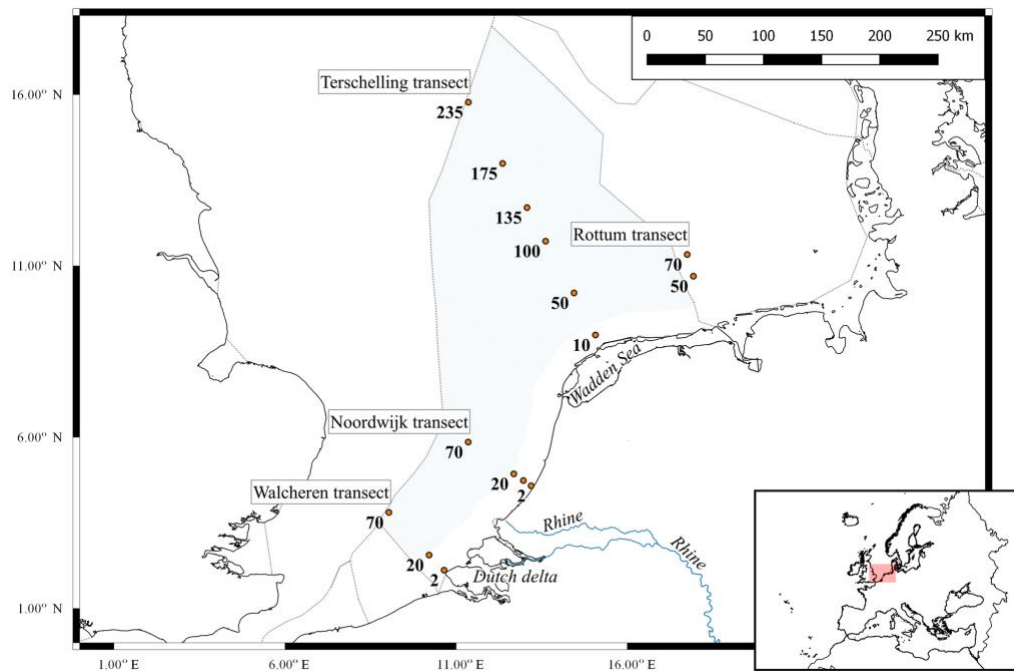 0 50 100 150 200 250 km
16.00° N
Terschelling transect
235
175
135
Rottum transect
100
70
11.00° N
50
50
10
Wadden Sea
Noordwijk transect
6.00° N
70
20
2
Walcheren transect
70
Rhine
Rhine
20
2
Dutch delta
1.00° N
1.00° E 6.00° E 11.00° E 16.00° E